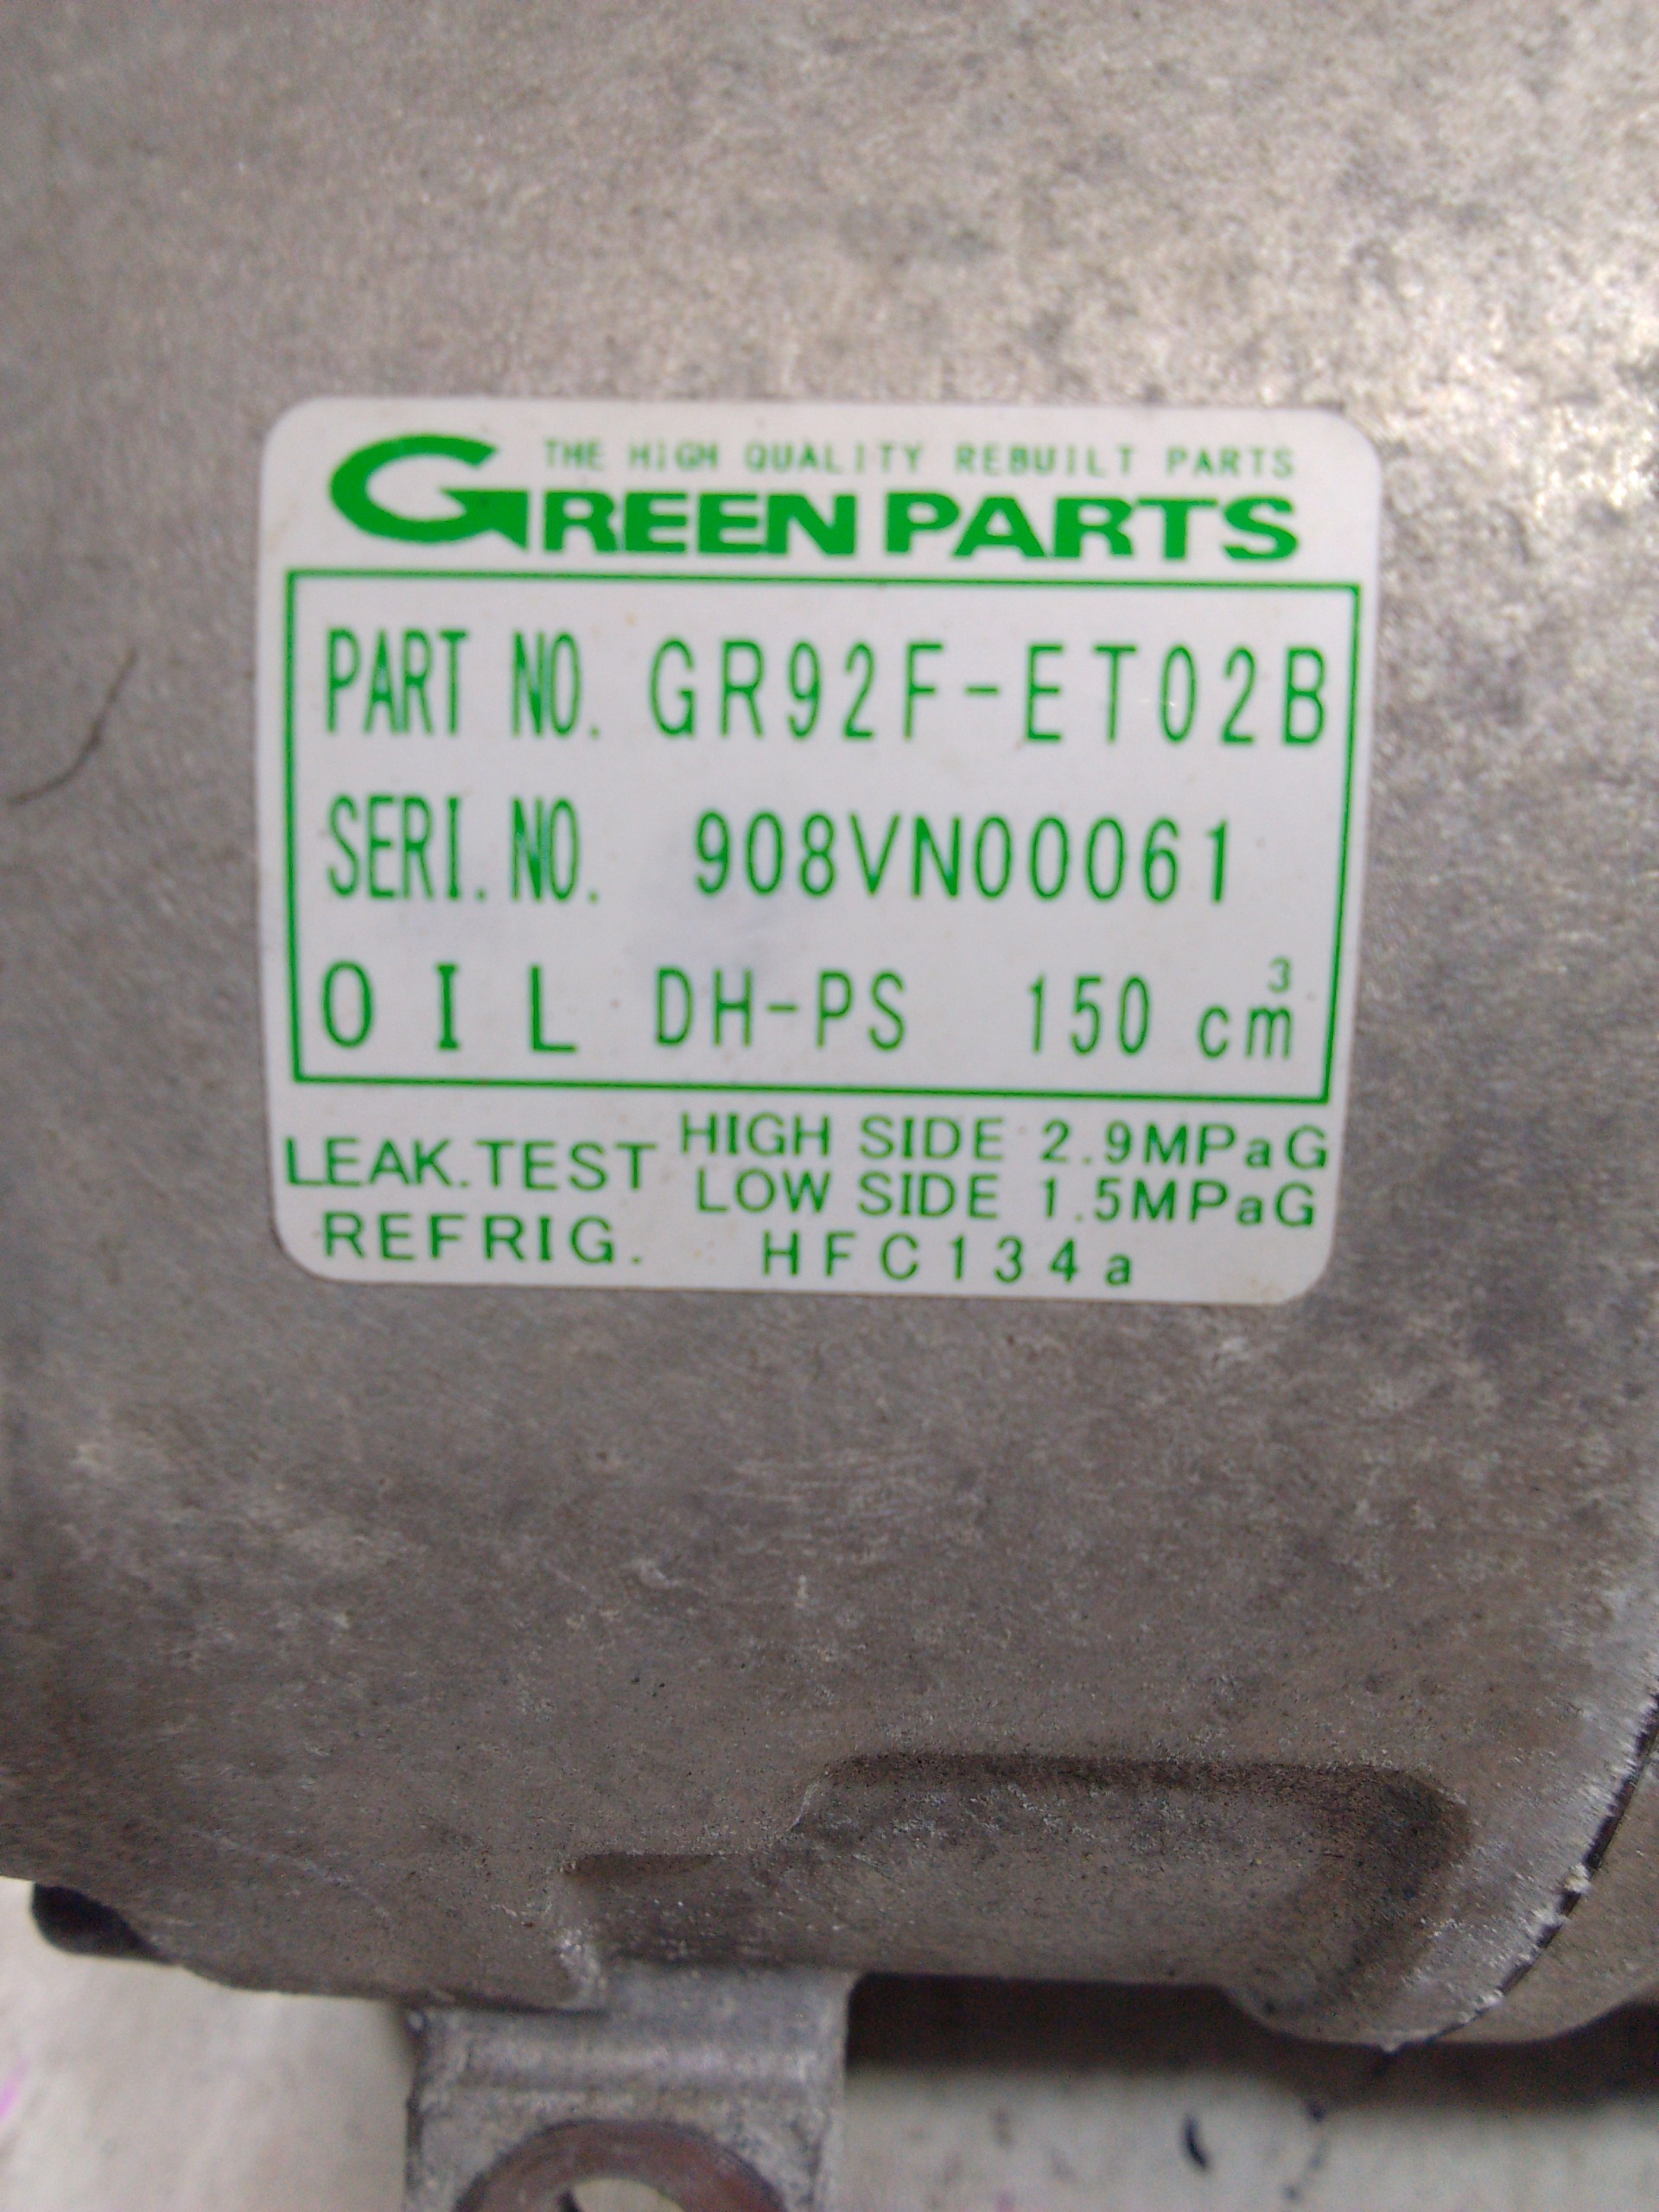 THE HIGH QUALITY REBUILT PARTS
GREEN PARTS
PART NO. GR92F-ET02B
SERI.NO. 908VN00061
OIL DH-PS 150 cm³
LEAK.TEST HIGH SIDE 2.9MPaG
LOW SIDE 1.5MPaG
REFRIG. HFC134a